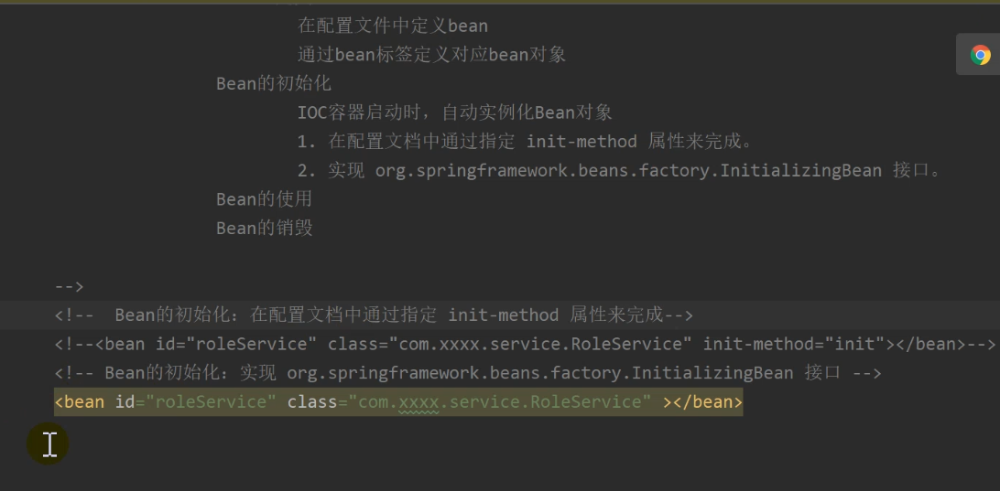 在配置文件中定义bean
通过bean标签定义对应bean对象
Bean的初始化
IOC容器启动时，自动实例化Bean对象
1. 在配置文档中通过指定 init-method 属性来完成。
2. 实现 org.springframework.beans.factory.InitializingBean 接口。
Bean的使用
Bean的销毁
-->
<!--  Bean的初始化：在配置文档中通过指定 init-method 属性来完成-->
<!--<bean id="roleService" class="com.xxxx.service.RoleService" init-method="init"></bean>-->
<!-- Bean的初始化：实现 org.springframework.beans.factory.InitializingBean 接口 -->
<bean id="roleService" class="com.xxxx.service.RoleService" ></bean>